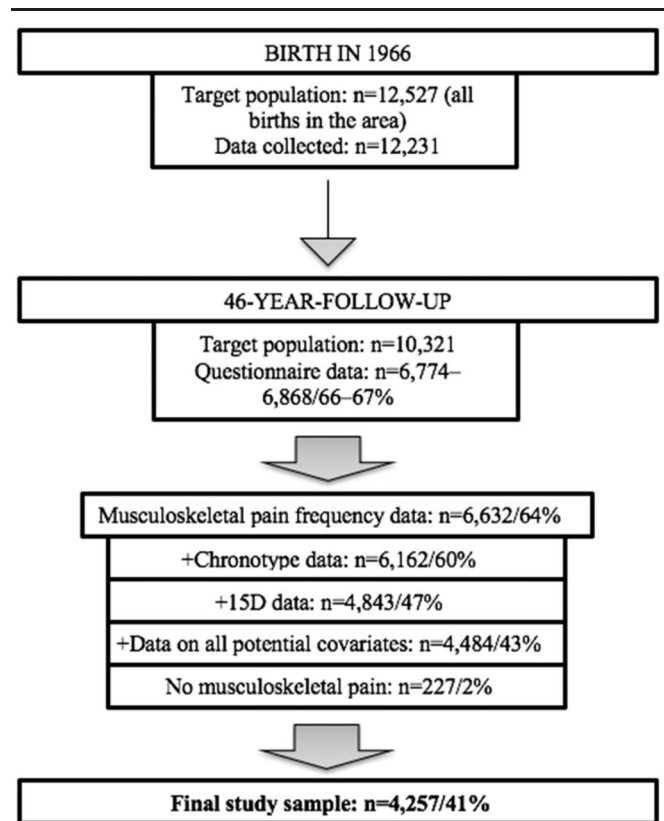 BIRTH IN 1966
Target population: n=12,527 (all
births in the area)
Data collected: n=12,231
46-YEAR-FOLLOW-UP
Target population: n=10,321
Questionnaire data: n=6,774–
6,868/66–67%
Musculoskeletal pain frequency data: n=6,632/64%
+Chronotype data: n=6,162/60%
+15D data: n=4,843/47%
+Data on all potential covariates: n=4,484/43%
No musculoskeletal pain: n=227/2%
Final study sample: n=4,257/41%